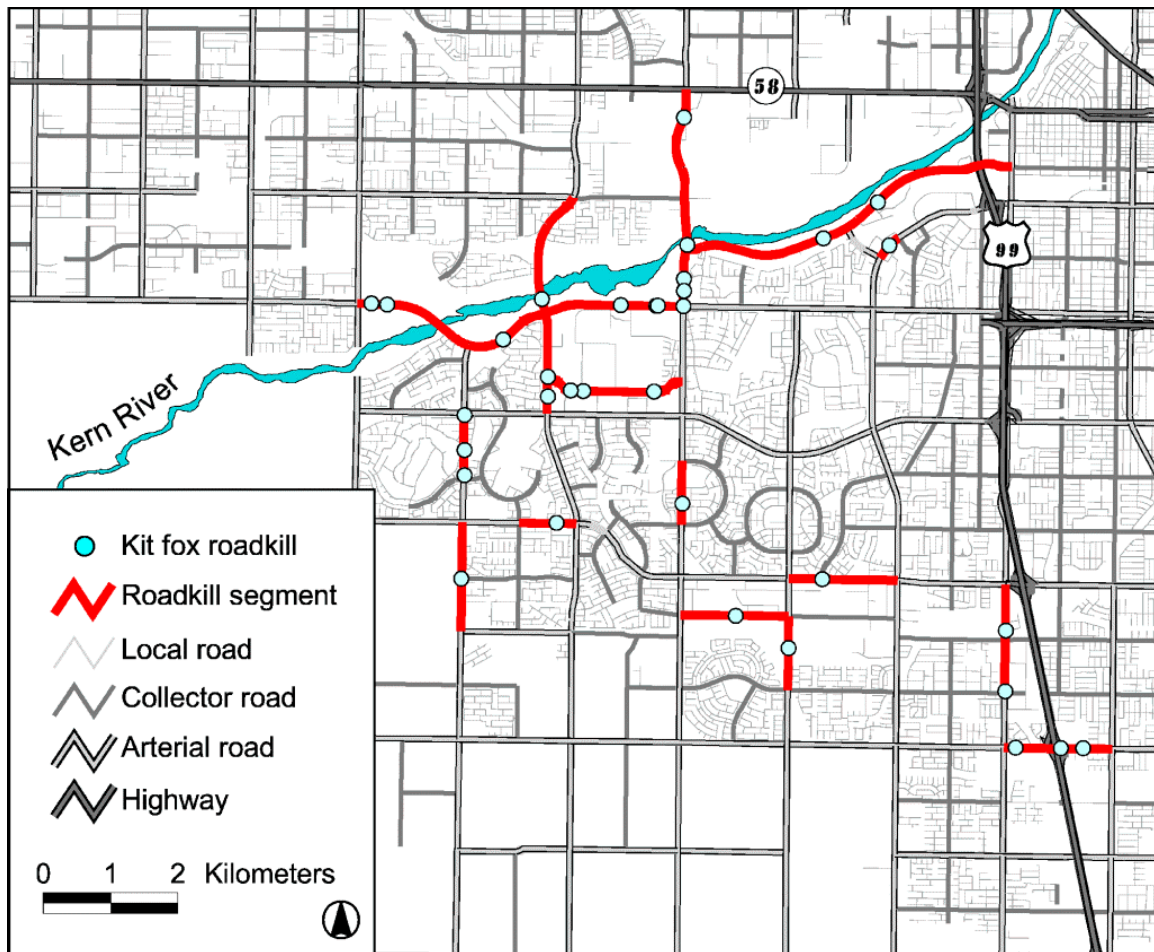 58
99
Kern River
Kit fox roadkill
Roadkill segment
Local road
Collector road
Arterial road
Highway
0 1 2 Kilometers